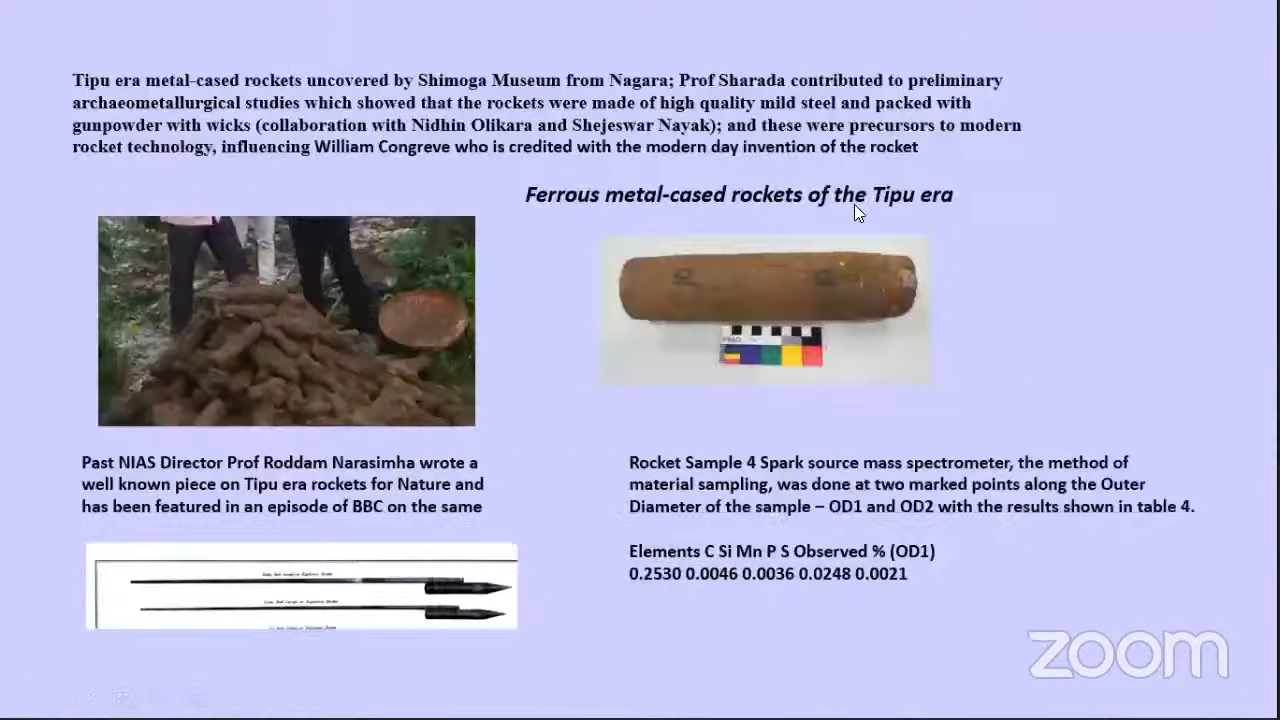 Tipu era metal-cased rockets uncovered by Shimoga Museum from Nagara; Prof Sharada contributed to preliminary
archaeometallurgical studies which showed that the rockets were made of high quality mild steel and packed with
gunpowder with wicks (collaboration with Nidhin Olikara and Shejeswar Nayak); and these were precursors to modern
rocket technology, influencing William Congreve who is credited with the modern day invention of the rocket
Ferrous metal-cased rockets of the Tipu era
Past NIAS Director Prof Roddam Narasimha wrote a
well known piece on Tipu era rockets for Nature and
has been featured in an episode of BBC on the same
Rocket Sample 4 Spark source mass spectrometer, the method of
material sampling, was done at two marked points along the Outer
Diameter of the sample – OD1 and OD2 with the results shown in table 4.
Elements C Si Mn P S Observed % (OD1)
0.2530 0.0046 0.0036 0.0248 0.0021
zoom